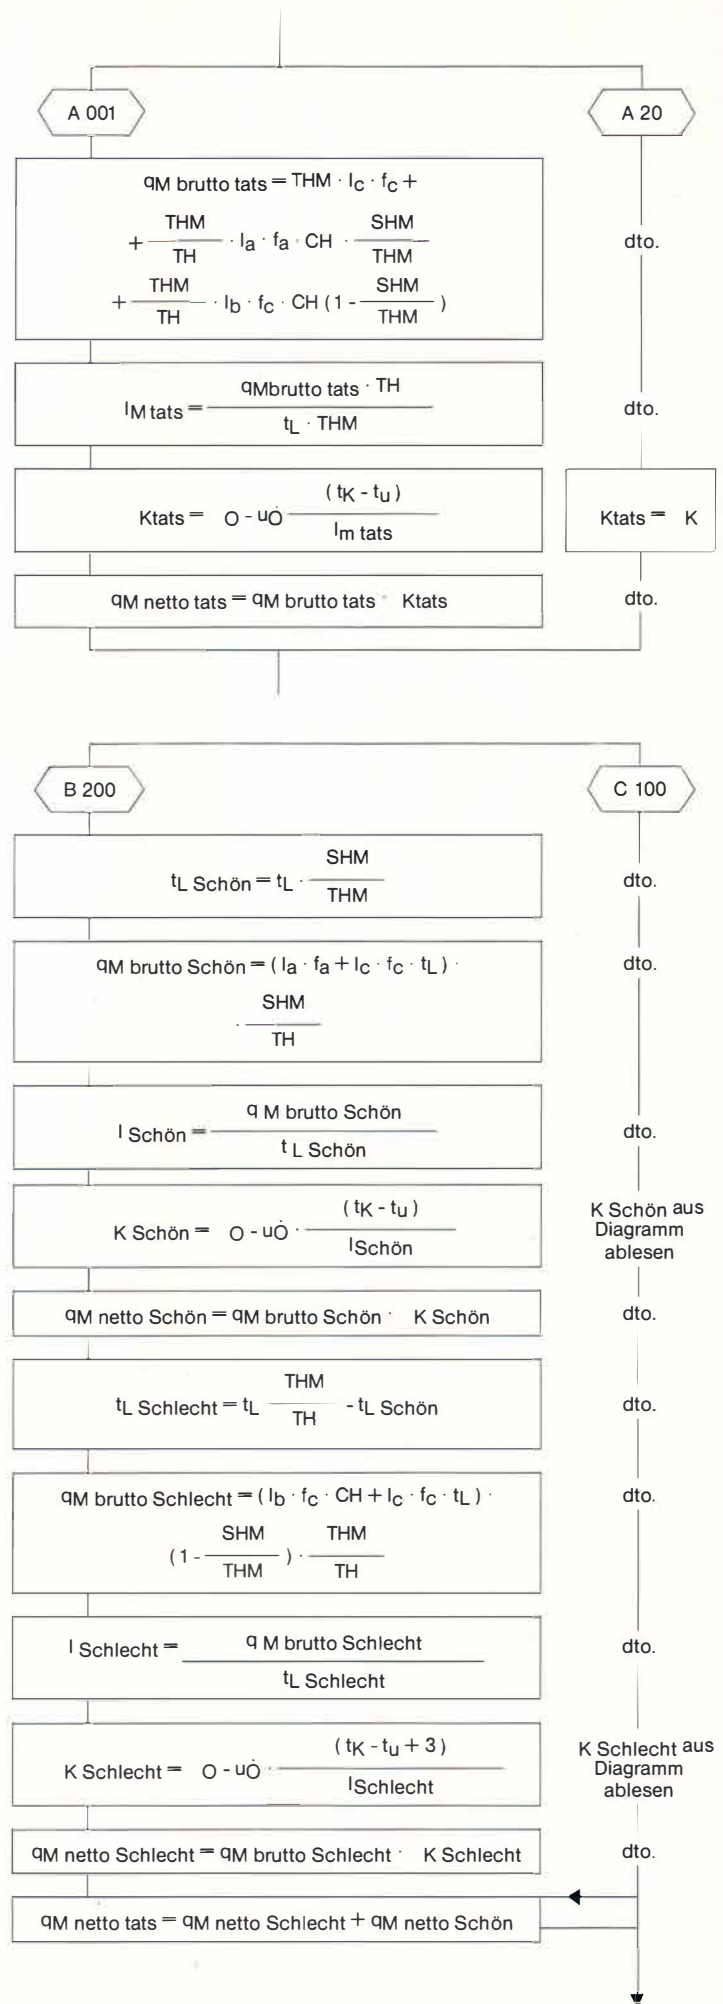 A 001
A 20
qM brutto tats = THM · Ic · fc +
+ THM/TH · Ia · fa · CH · SHM/THM
dto.
+ THM/TH · Ib · fc · CH (1 - SHM/THM)
IM tats = qMbrutto tats · TH / tL · THM
dto.
Ktats = O - uȮ (tK - tu) / Im tats
Ktats = K
qM netto tats = qM brutto tats · Ktats
dto.
B 200
C 100
tL Schön = tL · SHM/THM
dto.
qM brutto Schön = (Ia · fa + Ic · fc · tL) ·
dto.
· SHM/TH
I Schön = q M brutto Schön / t L Schön
dto.
K Schön = O - uȮ · (tK - tu) / ISchön
K Schön aus
Diagramm
ablesen
qM netto Schön = qM brutto Schön · K Schön
dto.
tL Schlecht = tL THM/TH - tL Schön
dto.
qM brutto Schlecht = (Ib · fc · CH + Ic · fc · tL) ·
dto.
(1 - SHM/THM) · THM/TH
I Schlecht = q M brutto Schlecht / tL Schlecht
dto.
K Schlecht = O - uȮ · (tK - tu + 3) / ISchlecht
K Schlecht aus
Diagramm
ablesen
qM netto Schlecht = qM brutto Schlecht · K Schlecht
dto.
qM netto tats = qM netto Schlecht + qM netto Schön